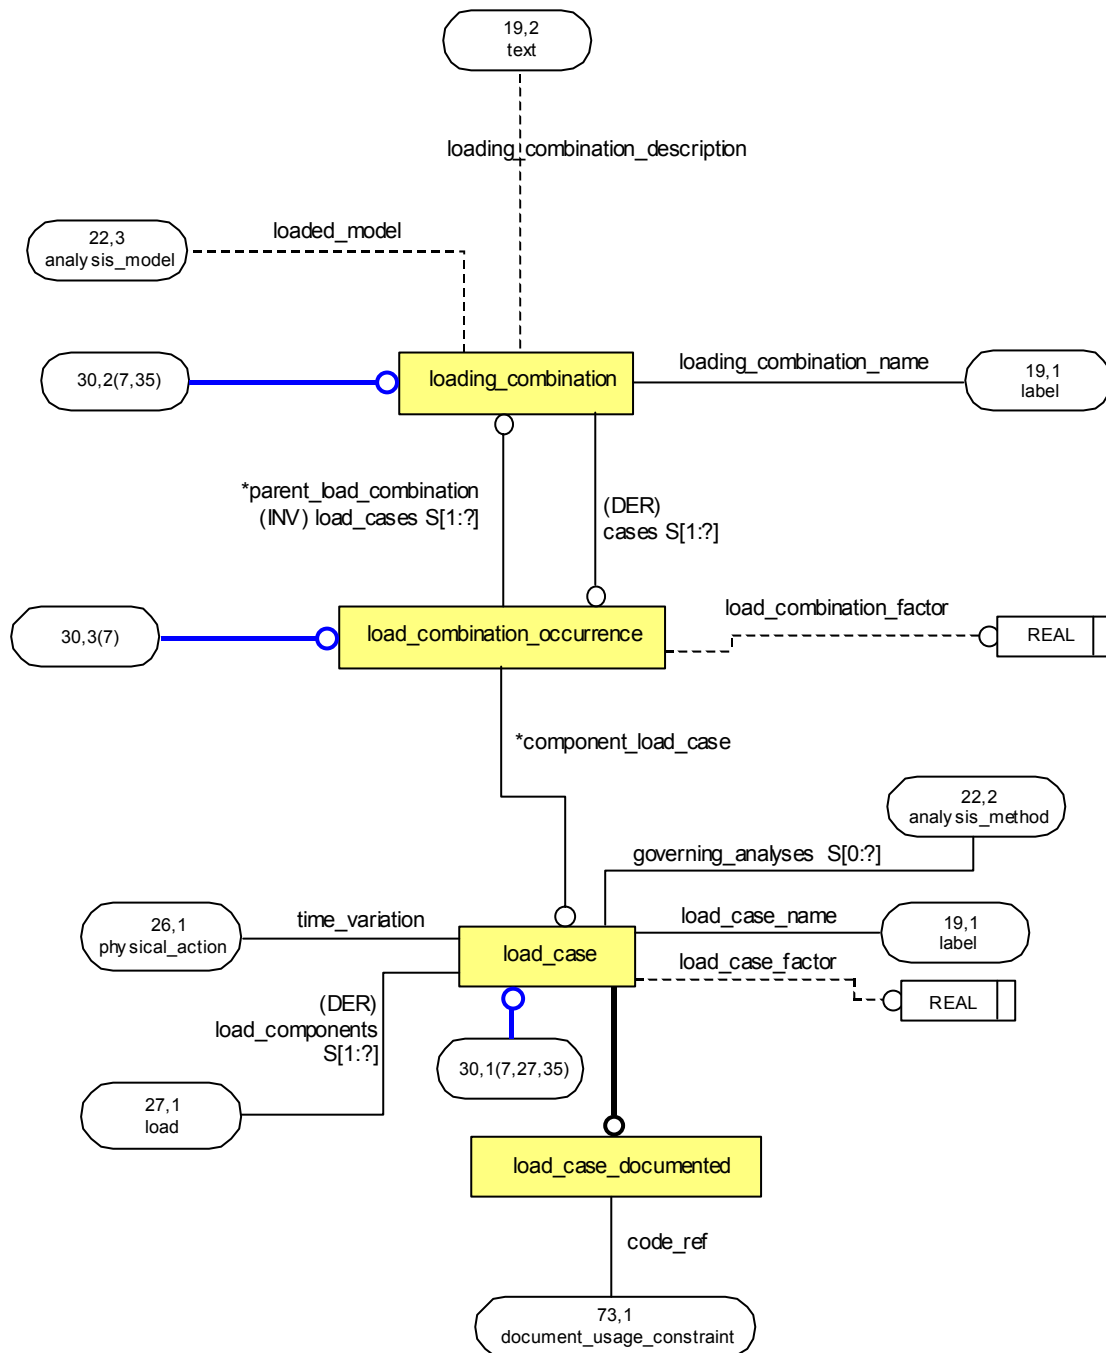 19,2
text
loading_combination_description
loaded_model
22,3
analysis_model
30,2(7,35)
loading_combination
loading_combination_name
19,1
label
*parent_load_combination
(INV) load_cases S[1:?]
(DER)
cases S[1:?]
30,3(7)
load_combination_occurrence
load_combination_factor
REAL
*component_load_case
22,2
analysis_method
governing_analyses S[0:?]
26,1
physical_action
time_variation
load_case
load_case_name
19,1
label
load_case_factor
REAL
(DER)
load_components
S[1:?]
30,1(7,27,35)
27,1
load
load_case_documented
code_ref
73,1
document_usage_constraint